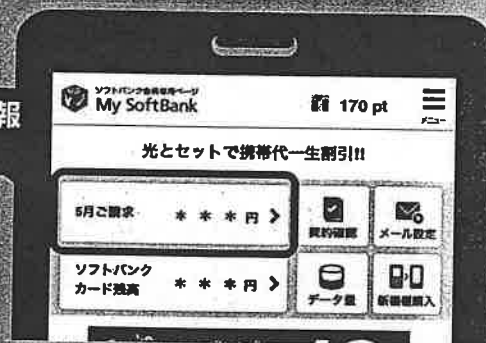 報
ソフトバンク会員専用ページ
My SoftBank
170 pt
メニュー
光とセットで携帯代一生割引!!
5月ご請求 ***円 >
契約確認
メール設定
ソフトバンク
カード残高 ***円 >
データ量
新機種購入